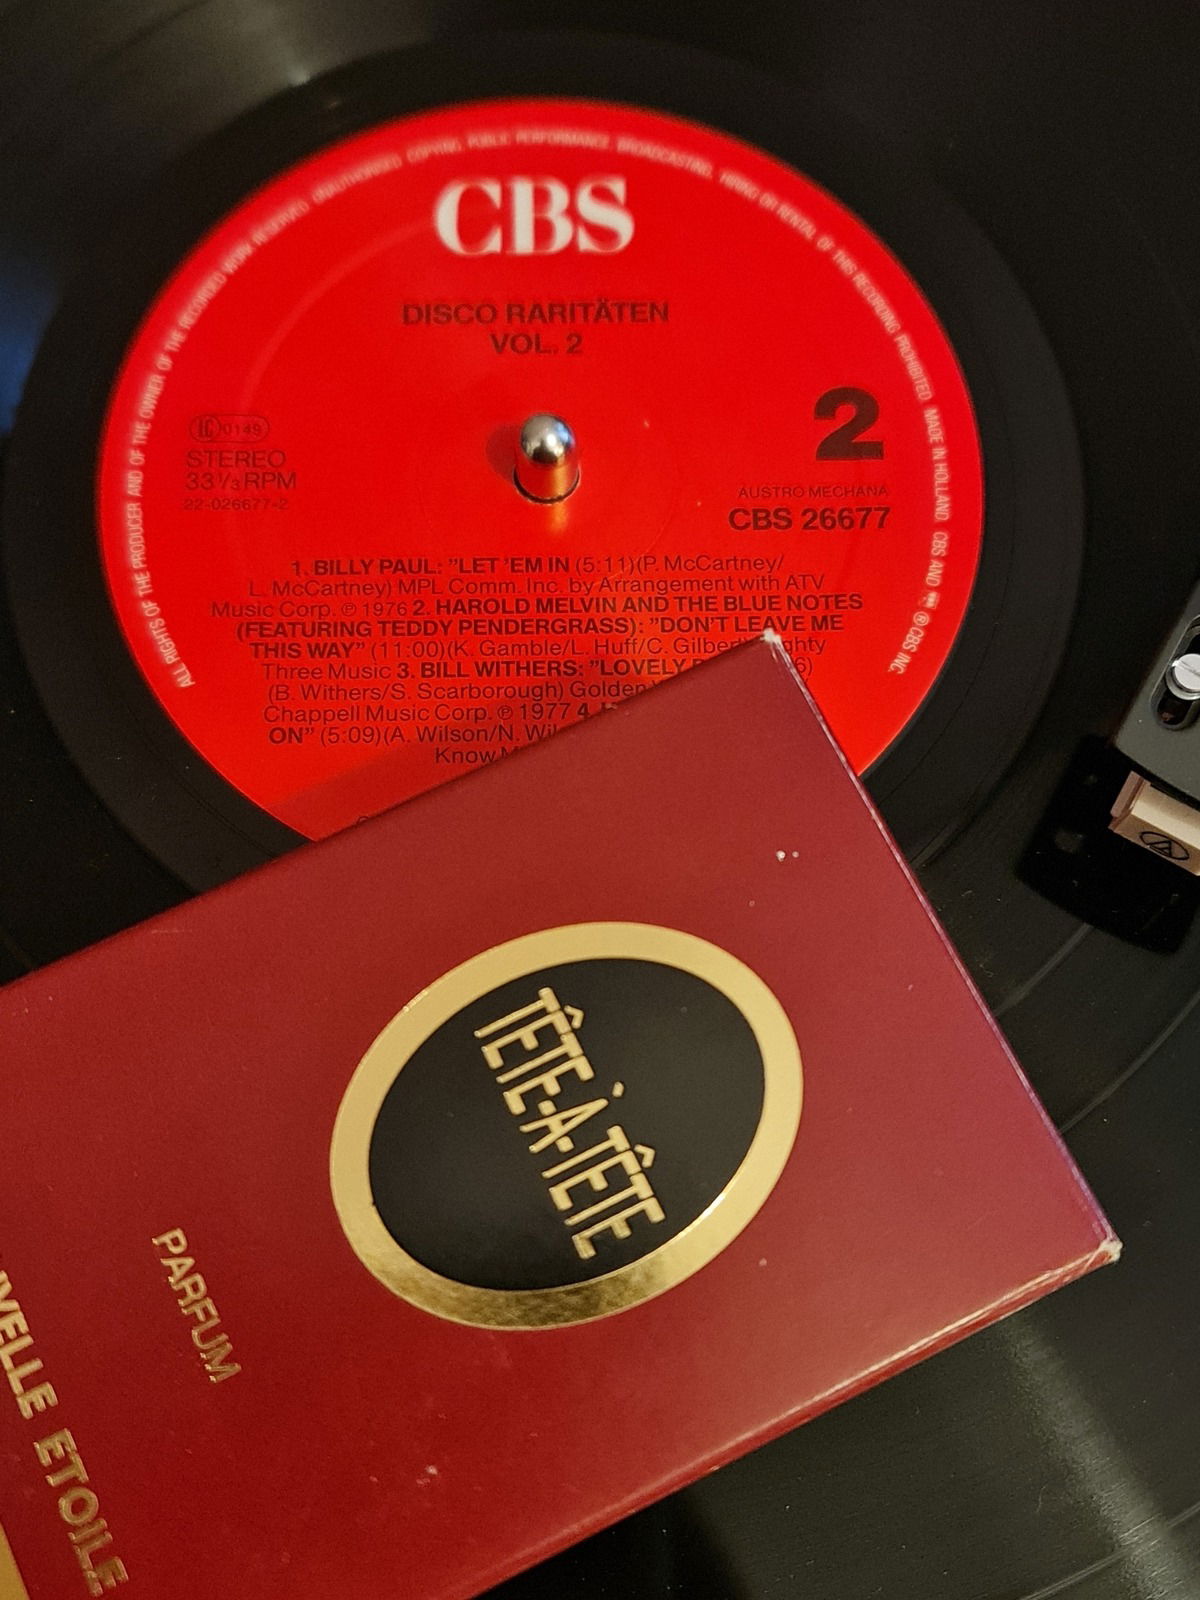 ALL RIGHTS OF THE PRODUCER AND OF THE OWNER OF THE RECORDED WORK RESERVED. UNAUTHORISED COPYING, PUBLIC PERFORMANCE, BROADCASTING, HIRING OR RENTAL OF THIS RECORDING PROHIBITED. MADE IN HOLLAND CBS AND ® CBS INC.
CBS
DISCO RARITÄTEN
VOL. 2
LC 0149
STEREO
33⅓ RPM
22-026677-2
2
AUSTRO MECHANA
CBS 26677
1. BILLY PAUL: "LET 'EM IN (5:11)(P. McCartney/
L. McCartney) MPL Comm. Inc. by Arrangement with ATV
Music Corp. ℗ 1976 2. HAROLD MELVIN AND THE BLUE NOTES
(FEATURING TEDDY PENDERGRASS): "DON'T LEAVE ME
THIS WAY" (11:00)(K. Gamble/L. Huff/C. Gilbert)
Three Music 3. BILL WITHERS: "LOVELY
(B. Withers/S. Scarborough) Golden
Chappell Music Corp. ℗ 1977 4.
ON" (5:09)(A. Wilson/N.
Know
TÊTE-À-TÊTE
PARFUM
ETOILE